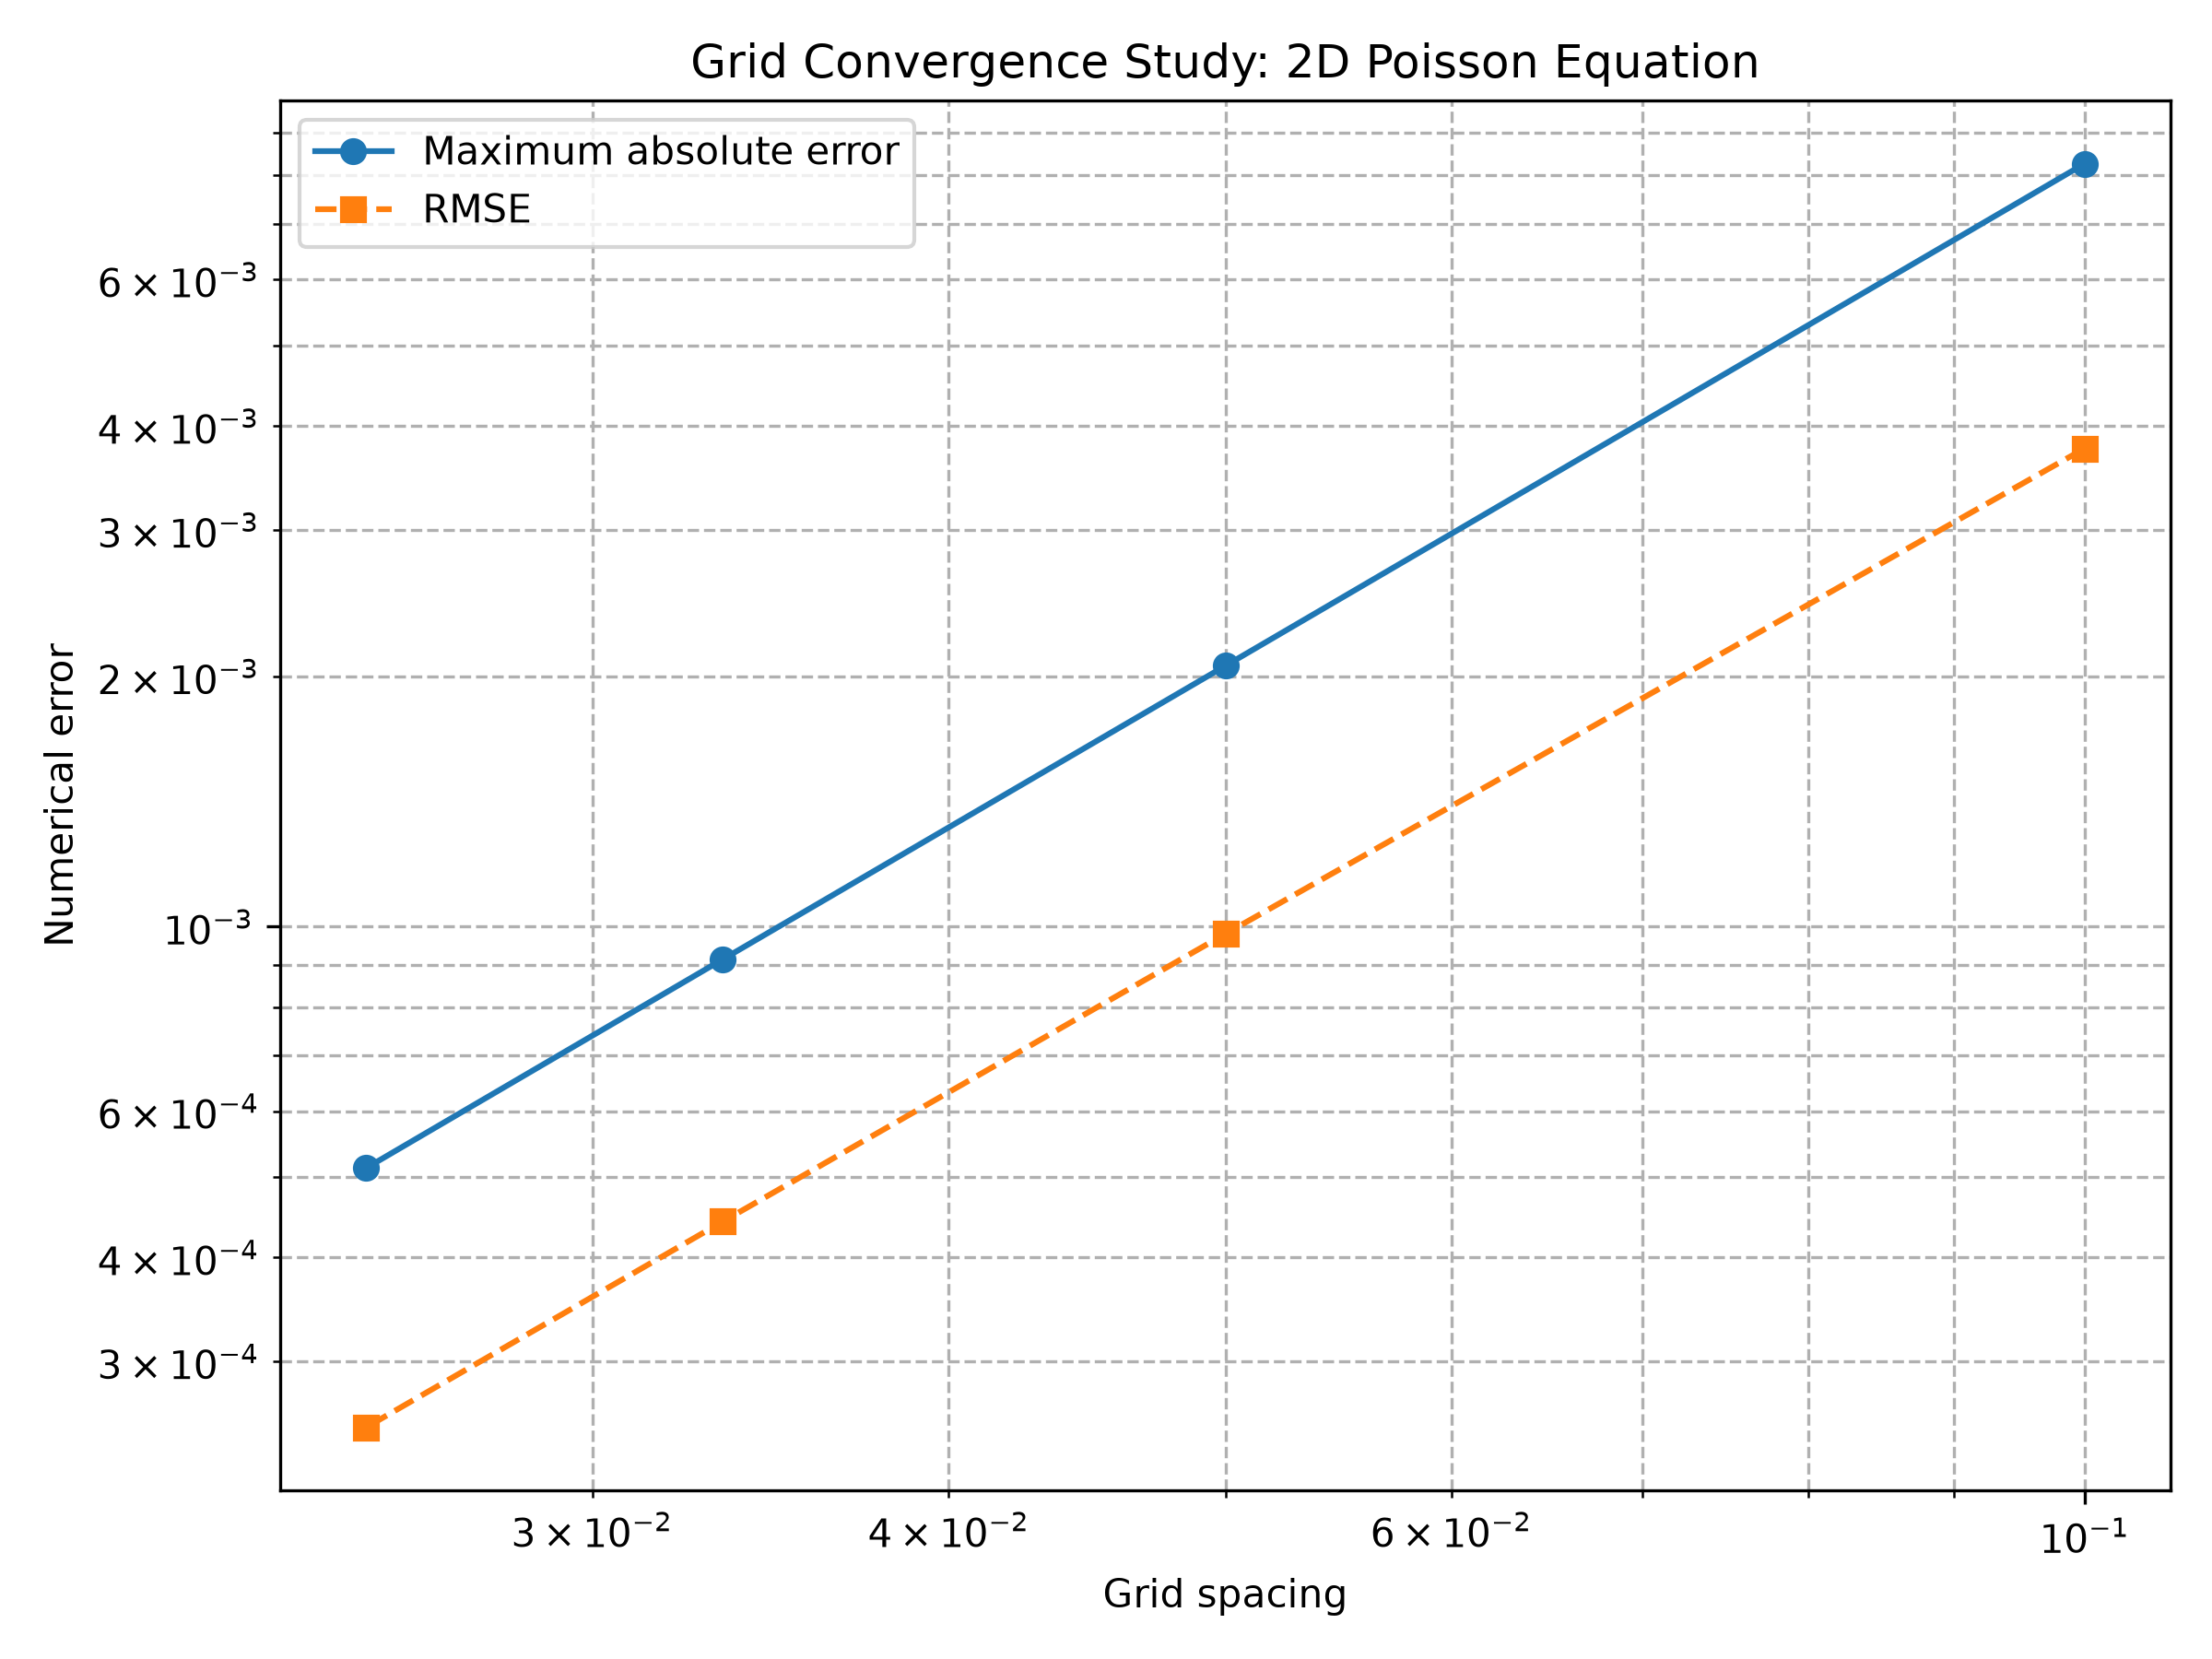 Grid Convergence Study: 2D Poisson Equation
Maximum absolute error
RMSE
6 × 10⁻³
4 × 10⁻³
3 × 10⁻³
2 × 10⁻³
10⁻³
6 × 10⁻⁴
4 × 10⁻⁴
3 × 10⁻⁴
Numerical error
3 × 10⁻² 4 × 10⁻² 6 × 10⁻² 10⁻¹
Grid spacing